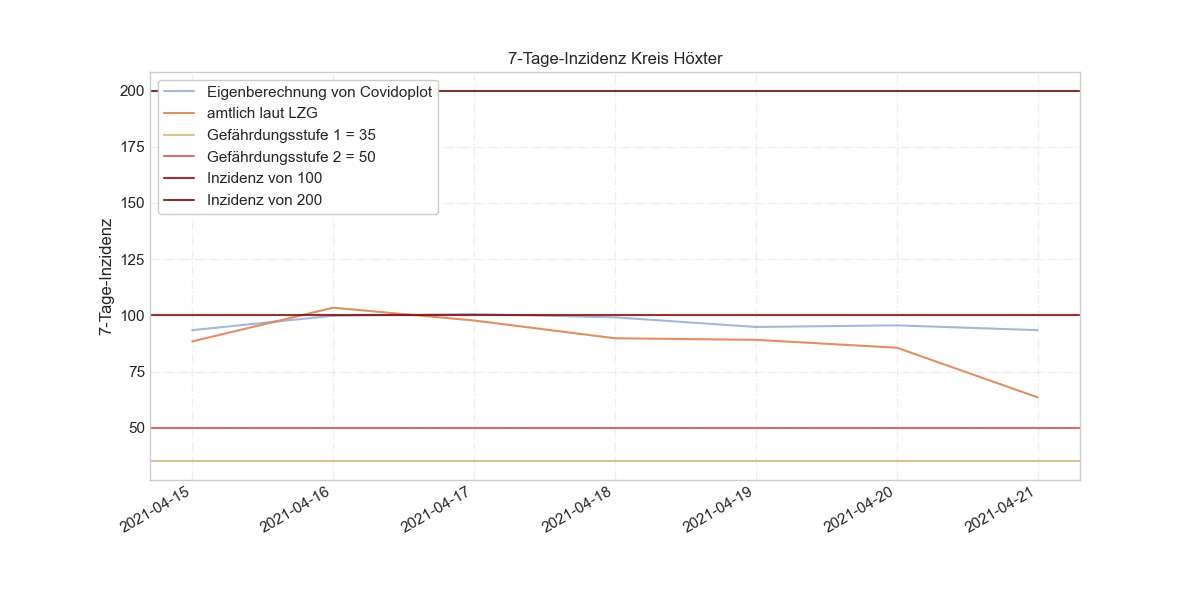 7-Tage-Inzidenz Kreis Höxter
Eigenberechnung von Covidoplot
amtlich laut LZG
Gefährdungsstufe 1 = 35
Gefährdungsstufe 2 = 50
Inzidenz von 100
Inzidenz von 200
7-Tage-Inzidenz
200
175
150
125
100
75
50
2021-04-15
2021-04-16
2021-04-17
2021-04-18
2021-04-19
2021-04-20
2021-04-21